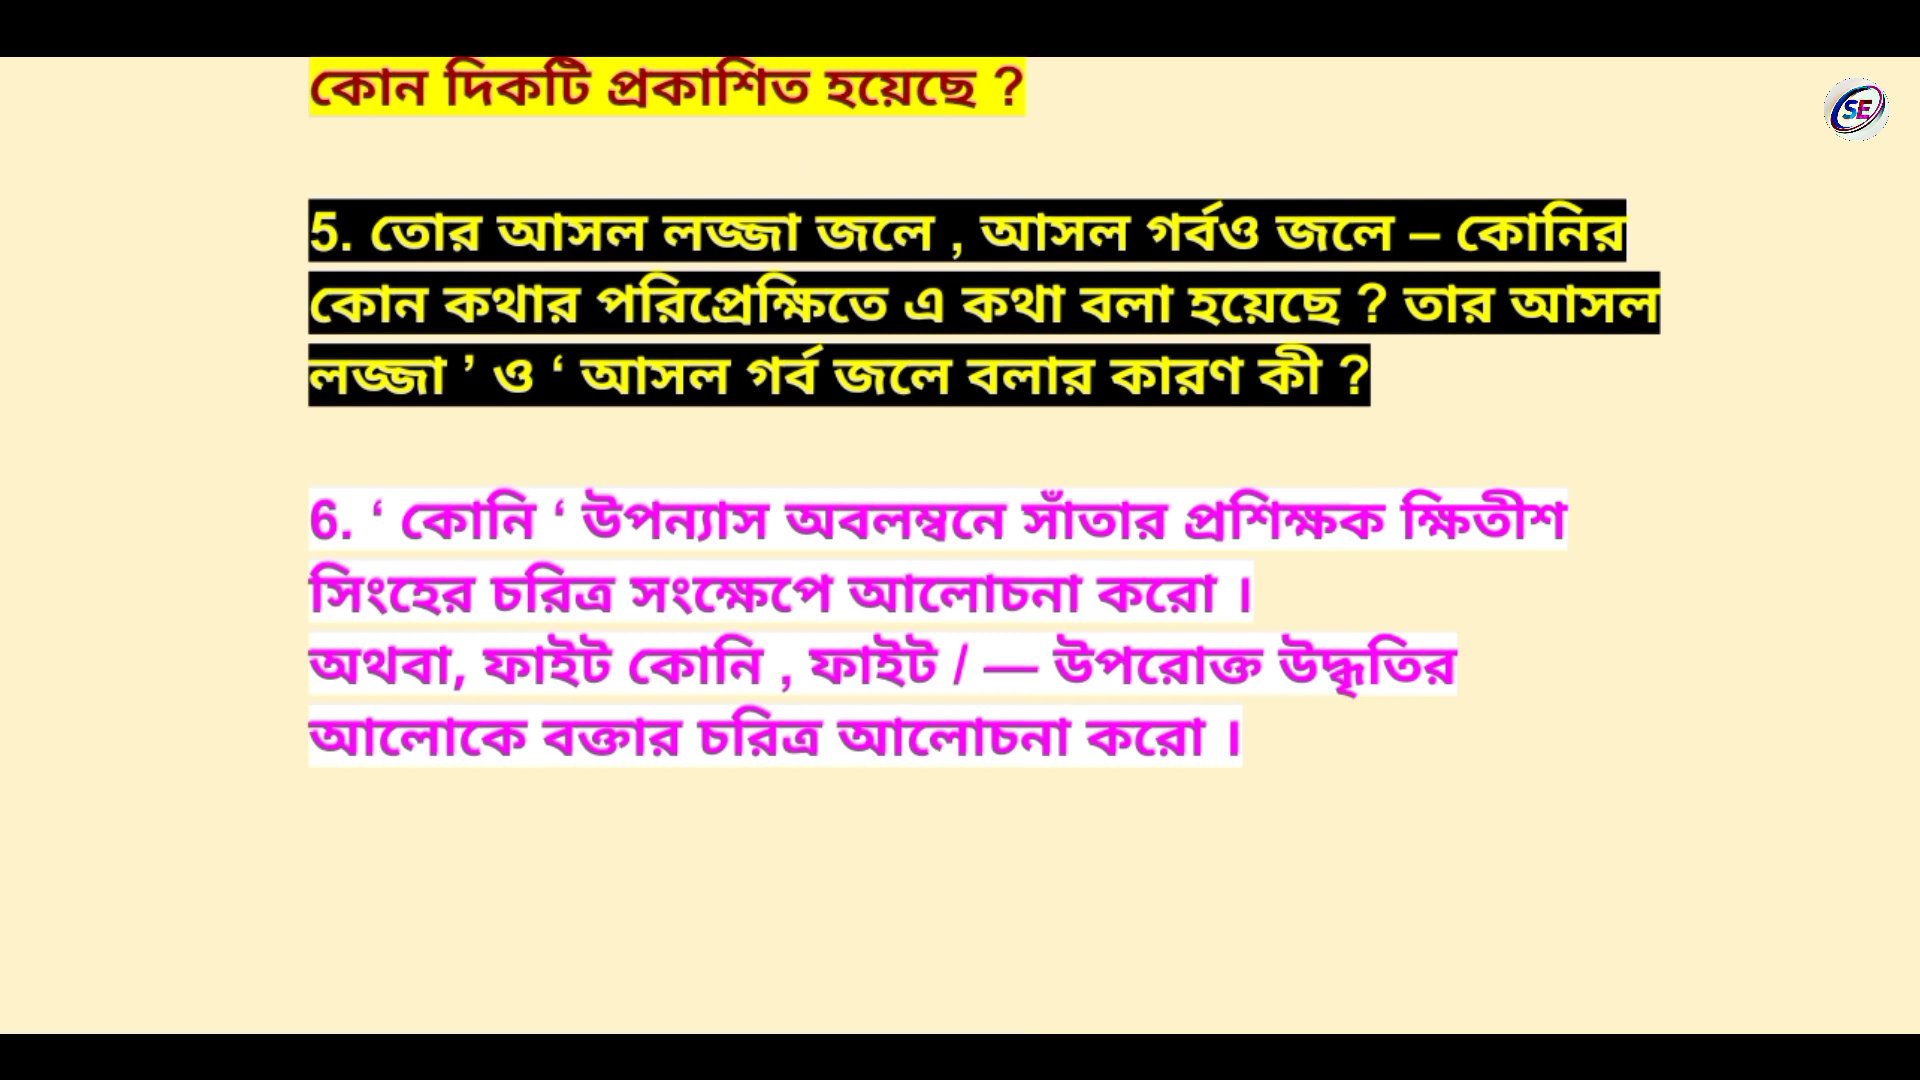 কোন দিকটি প্রকাশিত হয়েছে ?
SE
5. তোর আসল লজ্জা জলে , আসল গর্বও জলে – কোনির
কোন কথার পরিপ্রেক্ষিতে এ কথা বলা হয়েছে ? তার আসল
লজ্জা ’ ও ‘ আসল গর্ব জলে বলার কারণ কী ?
6. ‘ কোনি ‘ উপন্যাস অবলম্বনে সাঁতার প্রশিক্ষক ক্ষিতীশ
সিংহের চরিত্র সংক্ষেপে আলোচনা করো ।
অথবা, ফাইট কোনি , ফাইট / — উপরোক্ত উদ্ধৃতির
আলোকে বক্তার চরিত্র আলোচনা করো ।